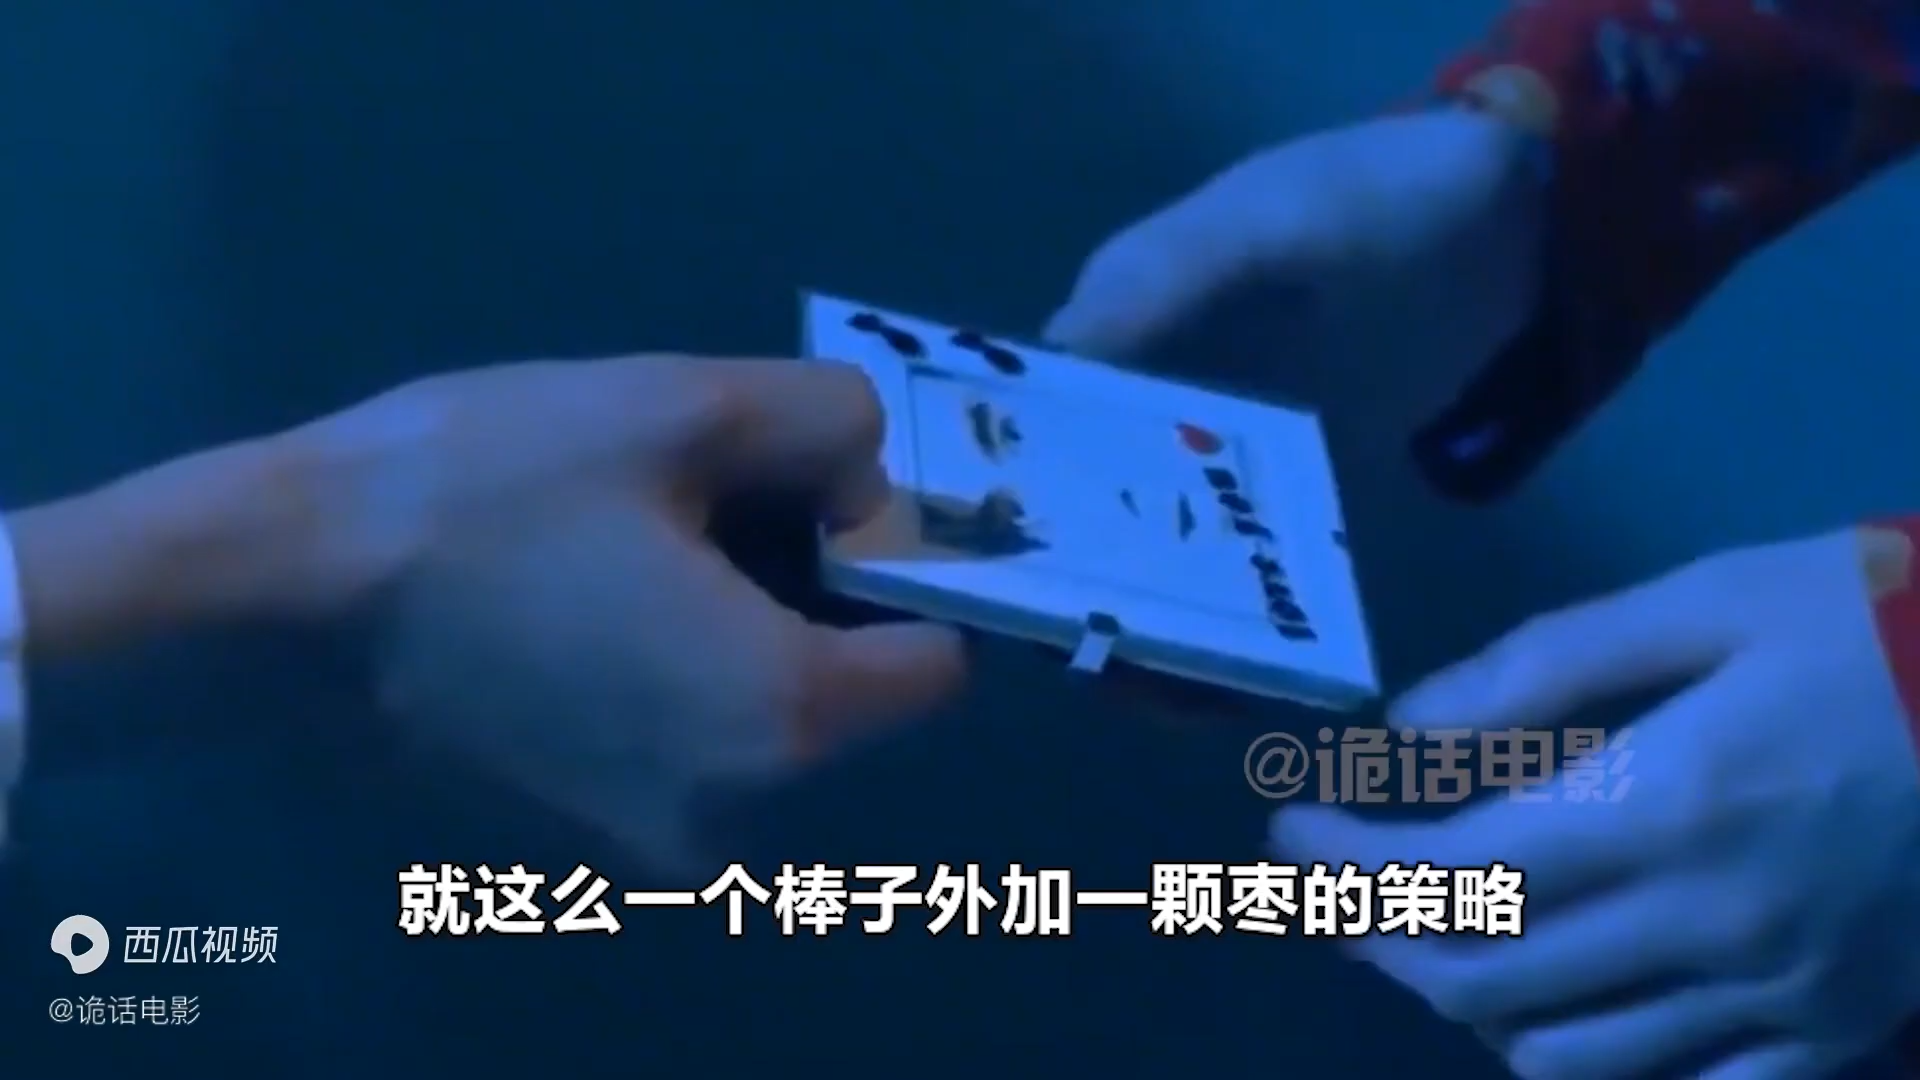 @诡话电影
就这么一个棒子外加一颗枣的策略
西瓜视频
@诡话电影